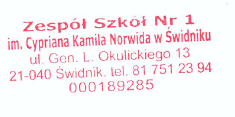 Zespół Szkół Nr 1
im. Cypriana Kamila Norwida w Świdniku
ul. Gen. L. Okulickiego 13
21-040 Świdnik, tel. 81 751 23 94
000189285